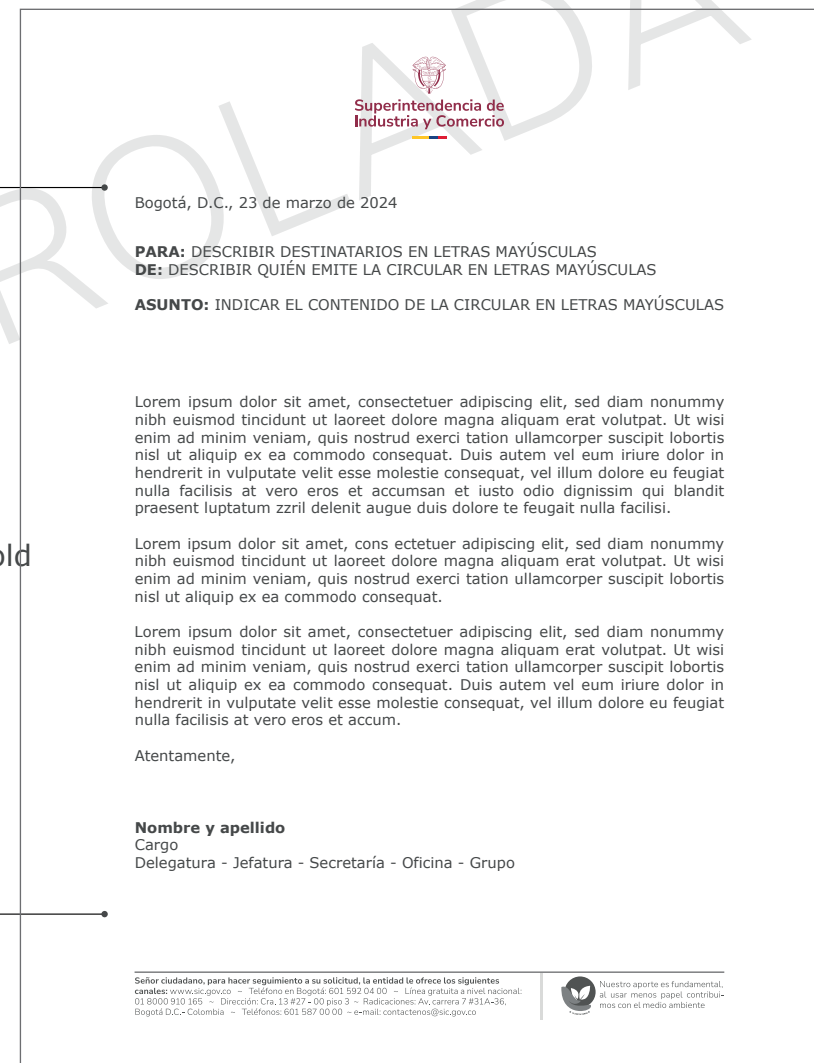 ROLADA
Superintendencia de
Industria y Comercio
Bogotá, D.C., 23 de marzo de 2024
PARA: DESCRIBIR DESTINATARIOS EN LETRAS MAYÚSCULAS
DE: DESCRIBIR QUIÉN EMITE LA CIRCULAR EN LETRAS MAYÚSCULAS
ASUNTO: INDICAR EL CONTENIDO DE LA CIRCULAR EN LETRAS MAYÚSCULAS
Lorem ipsum dolor sit amet, consectetuer adipiscing elit, sed diam nonummy
nibh euismod tincidunt ut laoreet dolore magna aliquam erat volutpat. Ut wisi
enim ad minim veniam, quis nostrud exerci tation ullamcorper suscipit lobortis
nisl ut aliquip ex ea commodo consequat. Duis autem vel eum iriure dolor in
hendrerit in vulputate velit esse molestie consequat, vel illum dolore eu feugiat
nulla facilisis at vero eros et accumsan et iusto odio dignissim qui blandit
praesent luptatum zzril delenit augue duis dolore te feugait nulla facilisi.
old
Lorem ipsum dolor sit amet, cons ectetuer adipiscing elit, sed diam nonummy
nibh euismod tincidunt ut laoreet dolore magna aliquam erat volutpat. Ut wisi
enim ad minim veniam, quis nostrud exerci tation ullamcorper suscipit lobortis
nisl ut aliquip ex ea commodo consequat.
Lorem ipsum dolor sit amet, consectetuer adipiscing elit, sed diam nonummy
nibh euismod tincidunt ut laoreet dolore magna aliquam erat volutpat. Ut wisi
enim ad minim veniam, quis nostrud exerci tation ullamcorper suscipit lobortis
nisl ut aliquip ex ea commodo consequat. Duis autem vel eum iriure dolor in
hendrerit in vulputate velit esse molestie consequat, vel illum dolore eu feugiat
nulla facilisis at vero eros et accum.
Atentamente,
Nombre y apellido
Cargo
Delegatura - Jefatura - Secretaría - Oficina - Grupo
Señor ciudadano, para hacer seguimiento a su solicitud, la entidad le ofrece los siguientes
canales: www.sic.gov.co ~ Teléfono en Bogotá: 601 592 04 00 ~ Línea gratuita a nivel nacional:
01 8000 910 165 ~ Dirección: Cra. 13 #27 - 00 piso 3 ~ Radicaciones: Av. carrera 7 #31A-36,
Bogotá D.C.- Colombia ~ Teléfonos: 601 587 00 00 ~ e-mail: contactenos@sic.gov.co
Nuestro aporte es fundamental,
al usar menos papel contribui-
mos con el medio ambiente